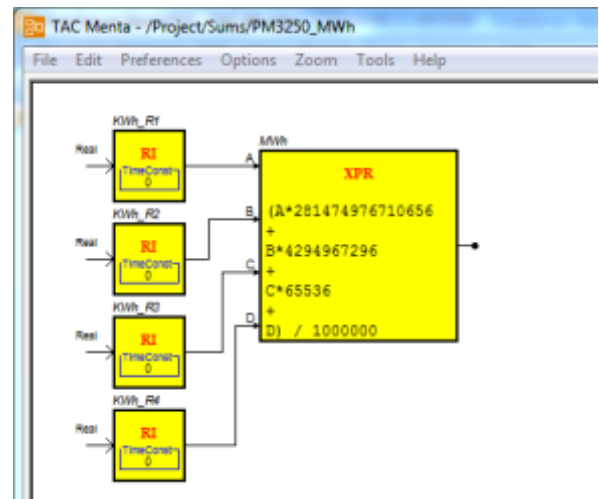 TAC Menta - /Project/Sums/PM3250_MWh
File Edit Preferences Options Zoom Tools Help
KWh_R1
Real
RI
TimeConst
0
KWh_R2
Real
RI
TimeConst
0
KWh_R3
Real
RI
TimeConst
0
KWh_R4
Real
RI
TimeConst
0
MWh
XPR
A
B
C
D
(A*281474976710656
+
B*4294967296
+
C*65536
+
D) / 1000000